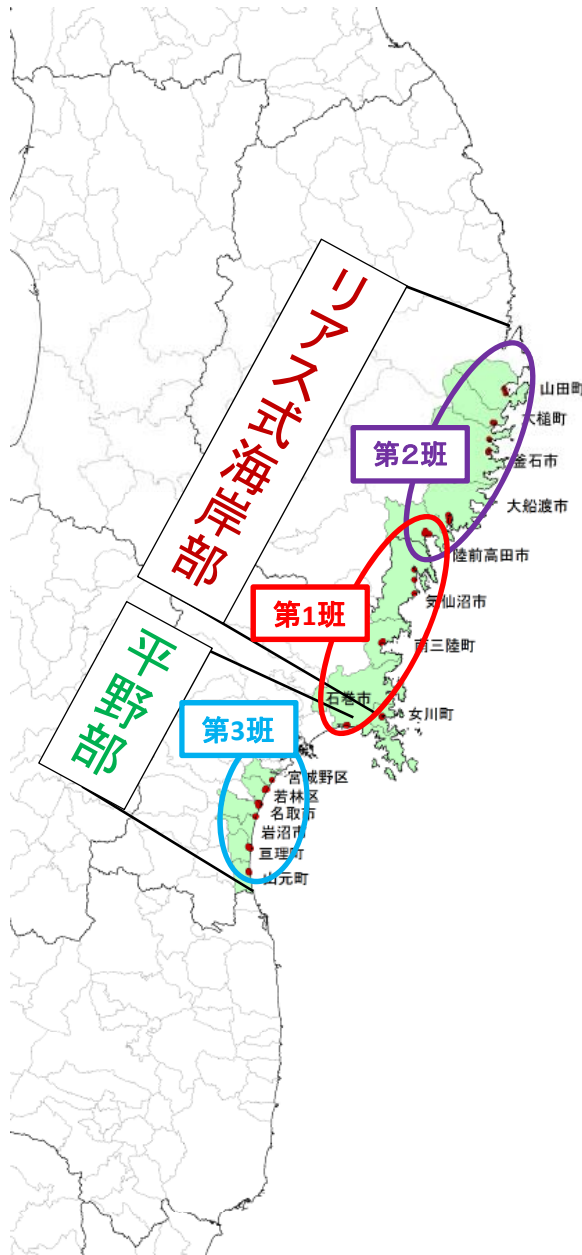 リアス式海岸部
山田町
大槌町
第2班
釜石市
大船渡市
陸前高田市
第1班
気仙沼市
平野部
南三陸町
石巻市
女川町
第3班
宮城野区
若林区
名取市
岩沼市
亘理町
山元町